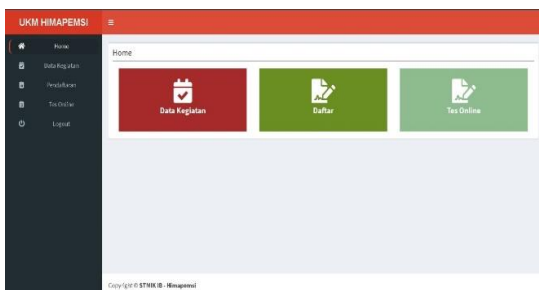 UKM HIMAPEMSI
Home
Data Kegiatan
Pendaftaran
Tes Online
Logout
Home
Data Kegiatan
Daftar
Tes Online
Copyright © STMIK IB - Himapemsi